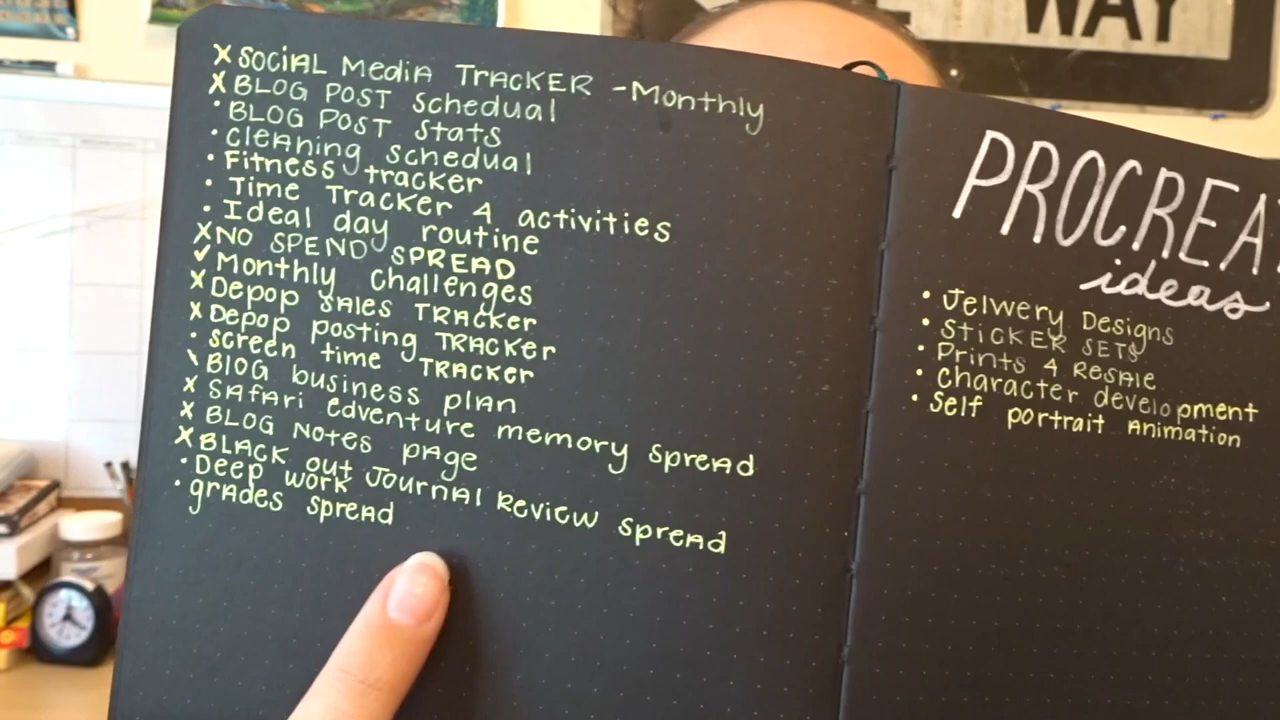 WAY
x SOCIAL Media TRACKER - Monthly
x BLOG POST schedual
• BLOG POST stats
• cleaning schedual
• Fitness tracker
• Time Tracker 4 activities
• Ideal day routine
x NO SPEND SPREAD
✓ Monthly challenges
x Depop SALES TRACKER
x Depop posting TRACKER
• screen time TRACKER
\ BlOG business plan
x SAFARi edventure memory spread
x BLOG NOTES page
x BLACK out JOURNAL Review spread
• Deep work
• grades spread
PROCREA
ideas
• Jelwery Designs
• STiCKER SETS
• Prints 4 ResAle
• Character development
• Self portrait Animation